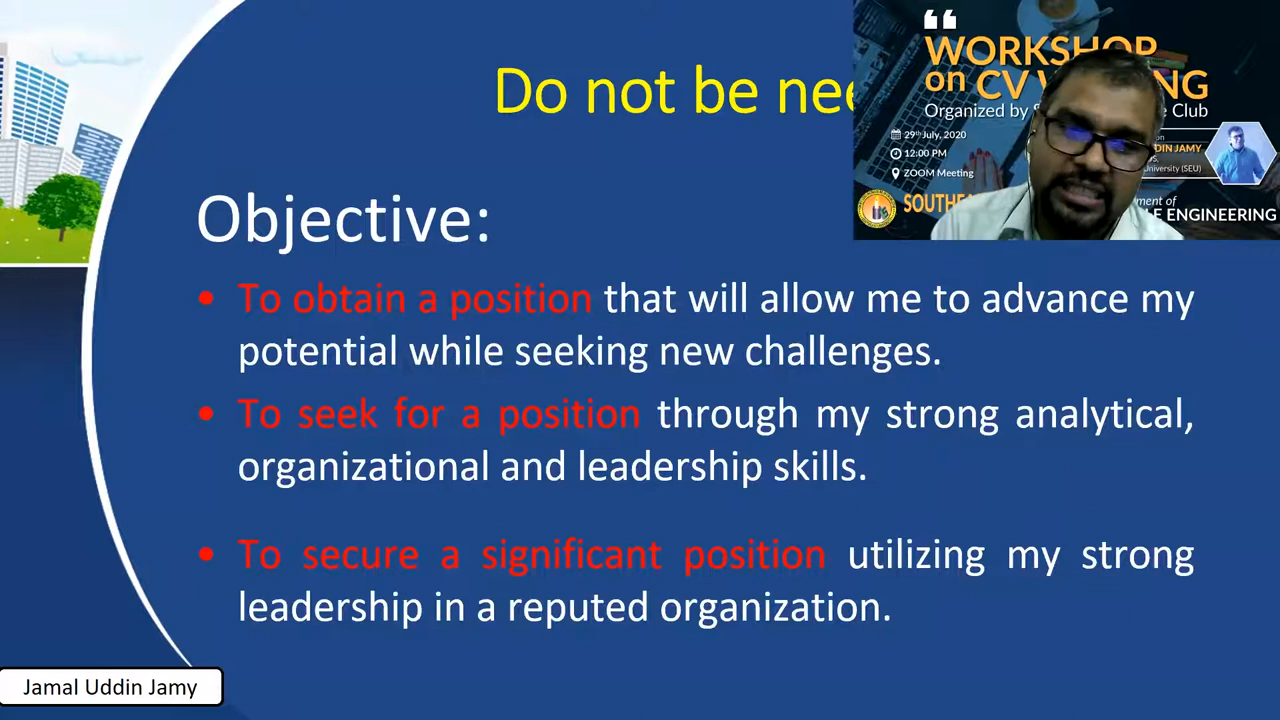 Do not be
Objective:
• To obtain a position that will allow me to advance my
potential while seeking new challenges.
• To seek for a position through my strong analytical,
organizational and leadership skills.
• To secure a significant position utilizing my strong
leadership in a reputed organization.
Jamal Uddin Jamy
“
WORKSHOP
on CV
Organized by
Club
29th July, 2020
12:00 PM
ZOOM Meeting
JAMY
University (SEU)
ENGINEERING